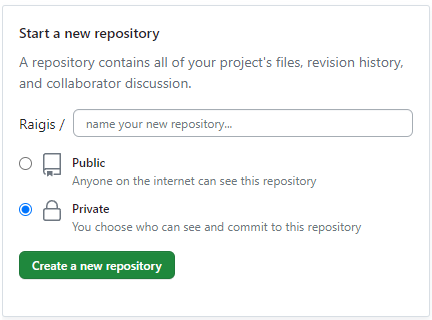 Start a new repository
A repository contains all of your project's files, revision history,
and collaborator discussion.
Raigis / name your new repository...
Public
Anyone on the internet can see this repository
Private
You choose who can see and commit to this repository
Create a new repository